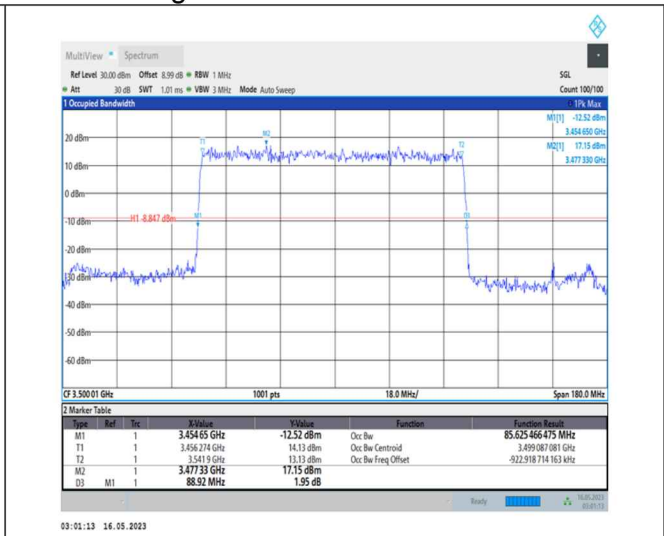 MultiView Spectrum
Ref Level 30.00 dBm Offset 8.99 dB RBW 1 MHz SGL
Att 30 dB SWT 1.01 ms VBW 3 MHz Mode Auto Sweep Count 100/100
1 Occupied Bandwidth 1Pk Max
M1[1] -12.52 dBm
3.454 650 GHz
M2[1] 17.15 dBm
3.477 330 GHz
20 dBm
T1
M2
T2
10 dBm
0 dBm
-10 dBm
H1 -8.847 dBm
M1
D3
-20 dBm
-30 dBm
-40 dBm
-50 dBm
-60 dBm
CF 3.500 01 GHz 1001 pts 18.0 MHz/ Span 180.0 MHz
2 Marker Table
Type Ref Trc X-Value Y-Value Function Function Result
M1 1 3.454 65 GHz -12.52 dBm Occ Bw 85.625 466 475 MHz
T1 1 3.456 274 GHz 14.13 dBm Occ Bw Centroid 3.499 087 081 GHz
T2 1 3.541 9 GHz 13.13 dBm Occ Bw Freq Offset -922.918 714 163 kHz
M2 1 3.477 33 GHz 17.15 dBm
D3 M1 1 88.92 MHz 1.95 dB
Ready 16.05.2023
03:01:13
03:01:13 16.05.2023